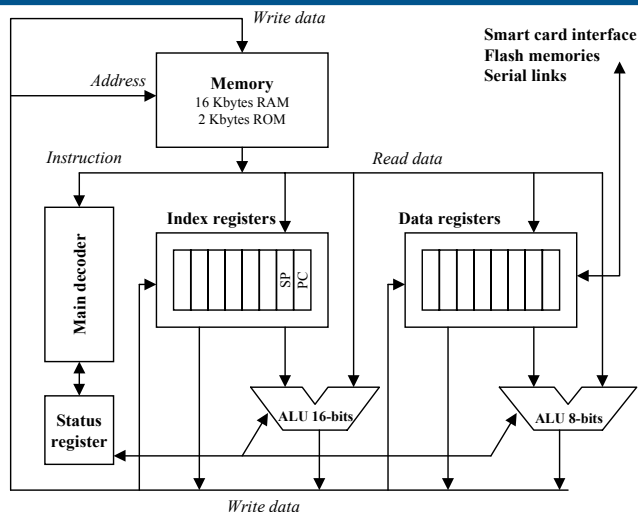 Write data
Smart card interface
Flash memories
Serial links
Address
Memory
16 Kbytes RAM
2 Kbytes ROM
Instruction
Read data
Index registers
Data registers
Main decoder
SP
PC
Status
register
ALU 16-bits
ALU 8-bits
Write data